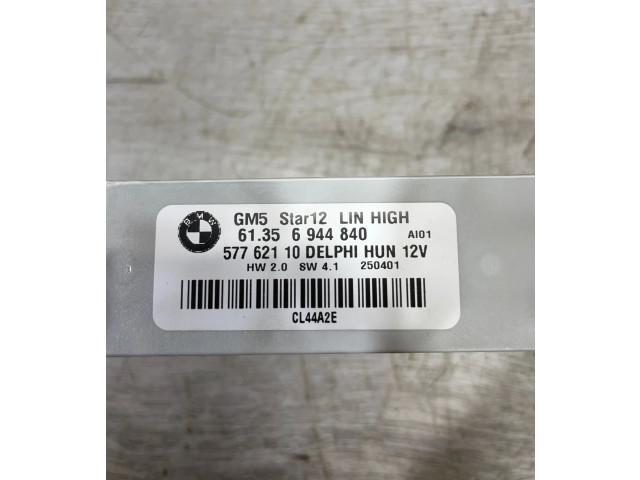 BMW
GM5 Star12 LIN HIGH
61.35 6 944 840 AI01
577 621 10 DELPHI HUN 12V
HW 2.0 SW 4.1 250401
CL44A2E